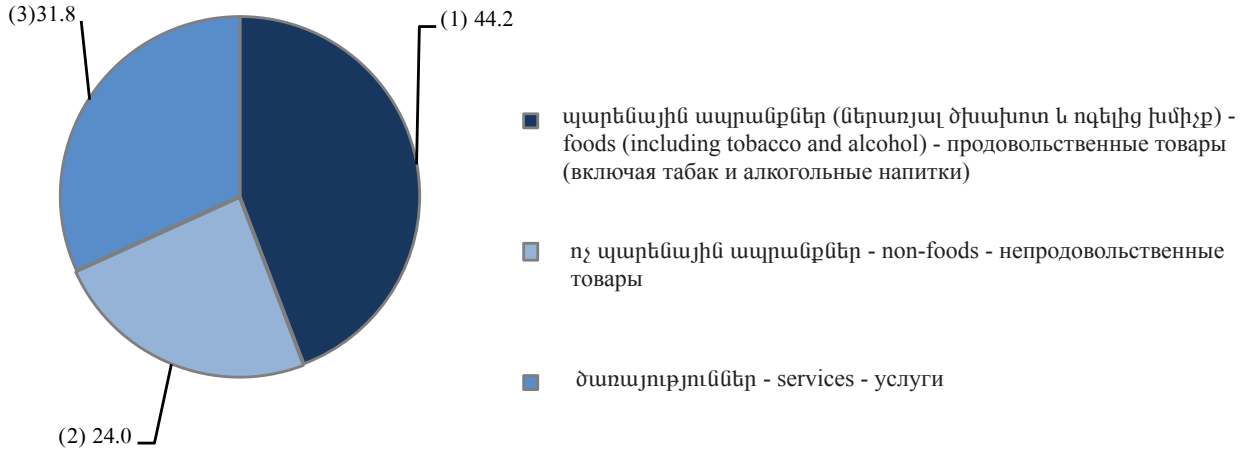 (3)31.8
(1) 44.2
պարենային ապրանքներ (ներառյալ ծխախոտ և ոգելից խմիչք) -
foods (including tobacco and alcohol) - продовольственные товары
(включая табак и алкогольные напитки)
ոչ պարենային ապրանքներ - non-foods - непродовольственные
товары
ծառայություններ - services - услуги
(2) 24.0